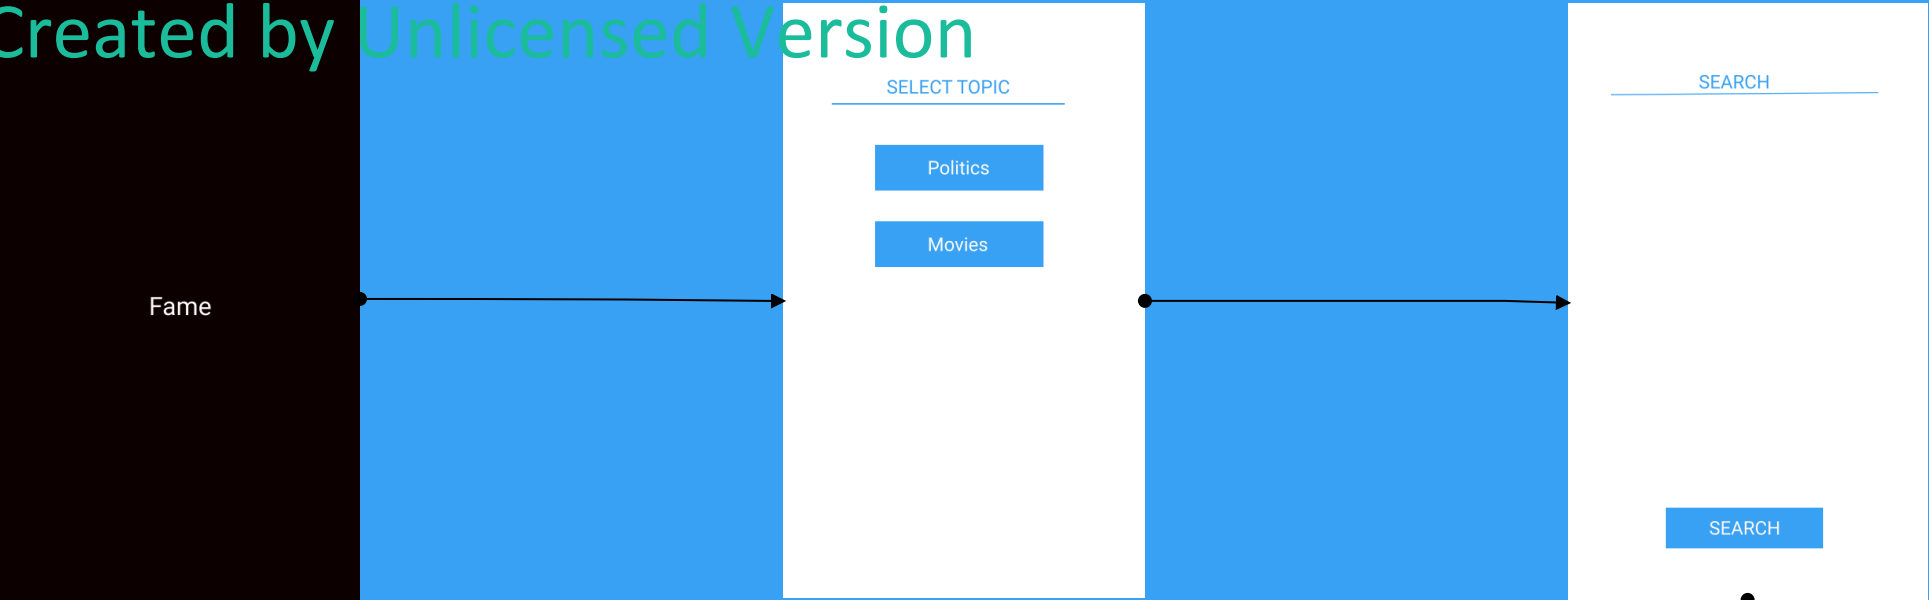 Created by Unlicensed Version
Fame
SELECT TOPIC
Politics
Movies
SEARCH
SEARCH